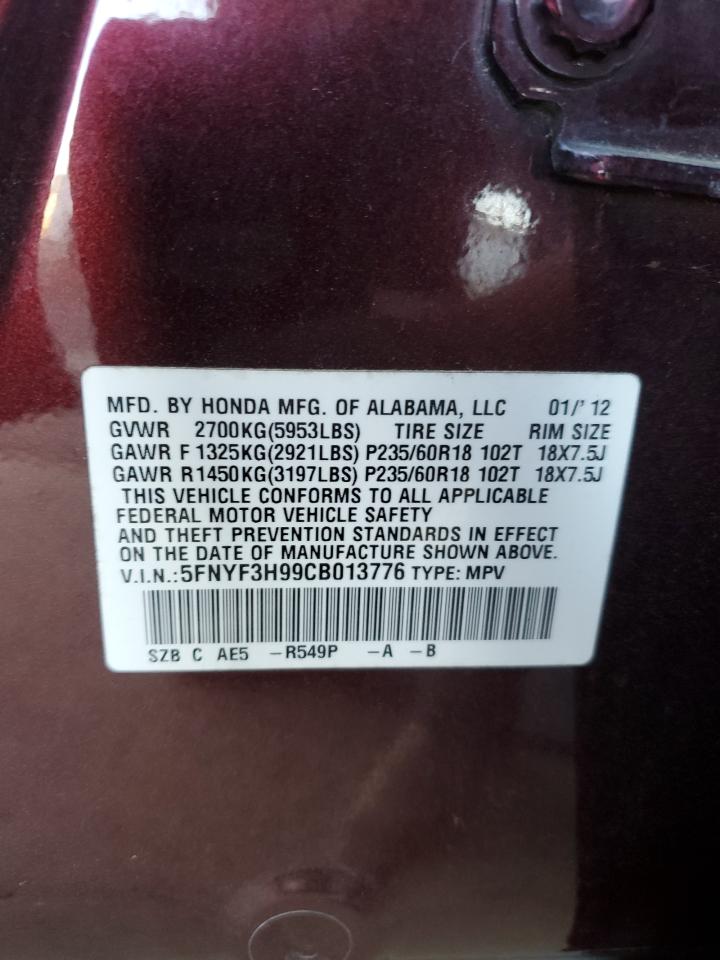 MFD. BY HONDA MFG. OF ALABAMA, LLC 01/'12
GVWR 2700KG(5953LBS) TIRE SIZE RIM SIZE
GAWR F 1325KG(2921LBS) P235/60R18 102T 18X7.5J
GAWR R 1450KG(3197LBS) P235/60R18 102T 18X7.5J
THIS VEHICLE CONFORMS TO ALL APPLICABLE
FEDERAL MOTOR VEHICLE SAFETY
AND THEFT PREVENTION STANDARDS IN EFFECT
ON THE DATE OF MANUFACTURE SHOWN ABOVE.
V.I.N.:5FNYF3H99CB013776 TYPE: MPV
SZB C AE5 -R549P -A -B